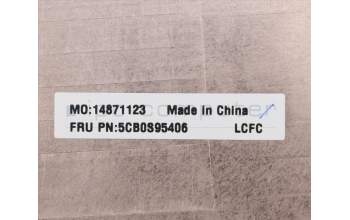 MO:14871123 Made in China
FRU PN:5CB0S95406 LCFC